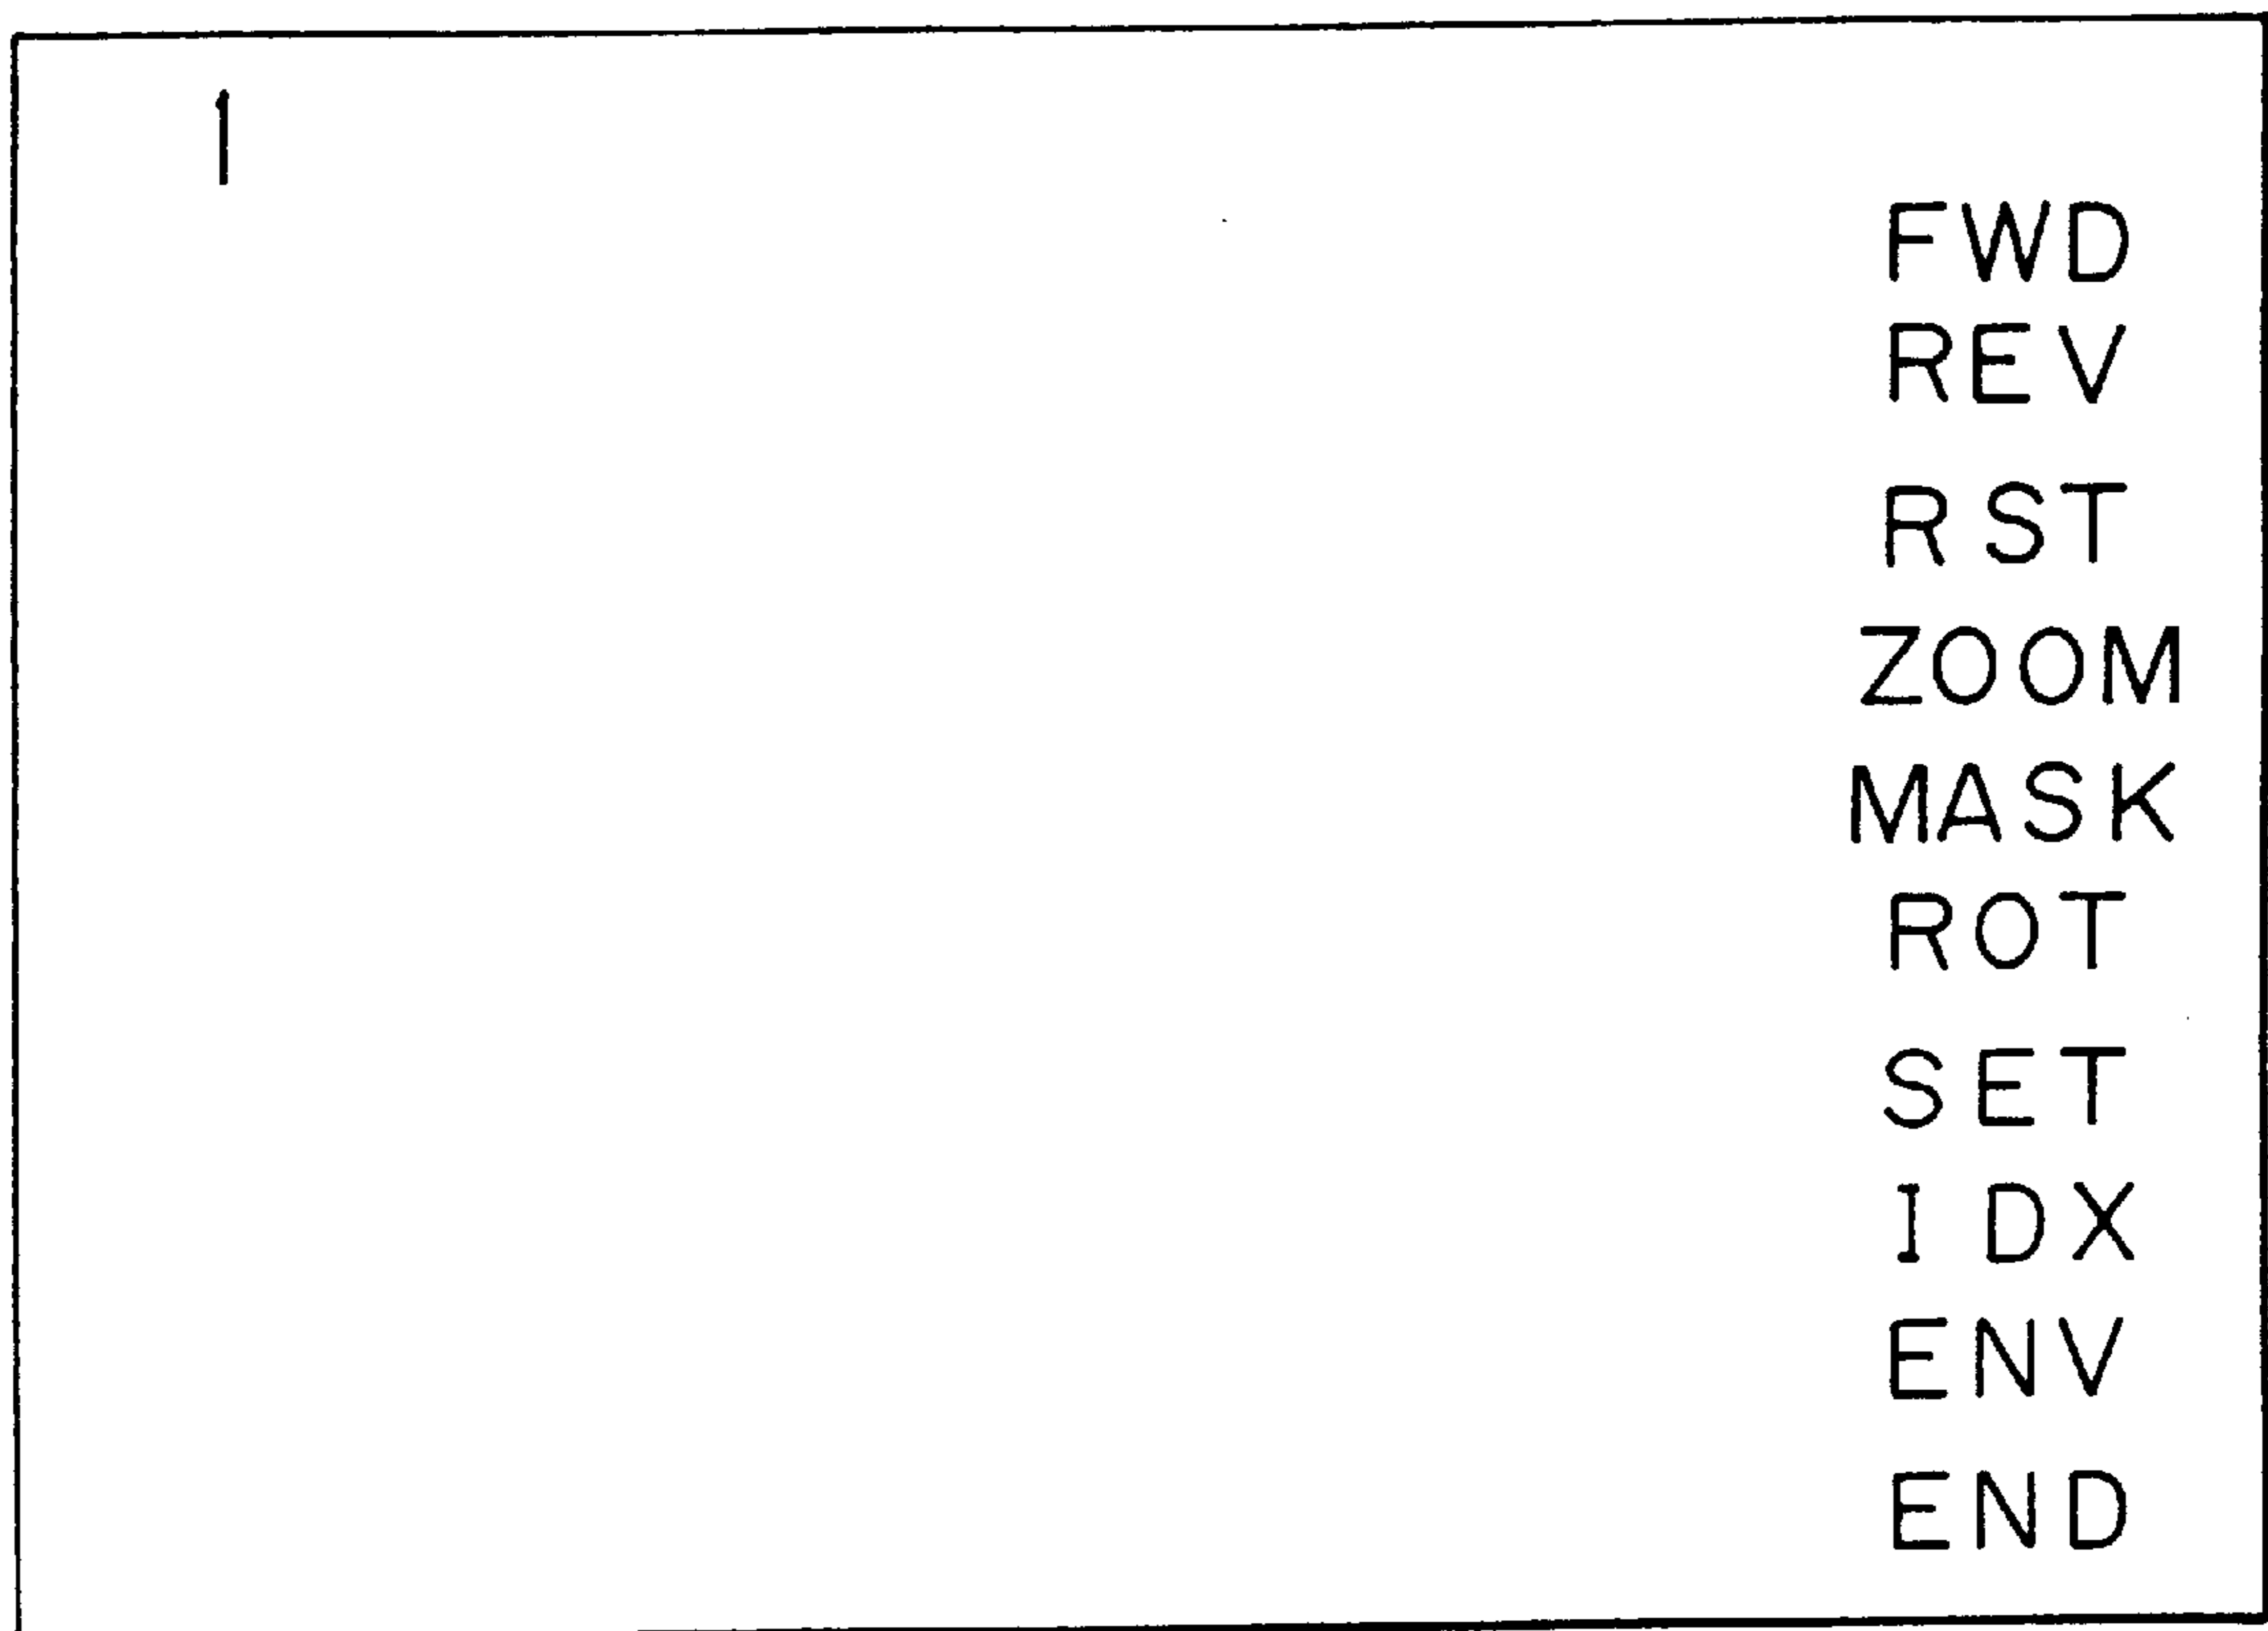 1
FWD
REV
RST
ZOOM
MASK
ROT
SET
IDX
ENV
END